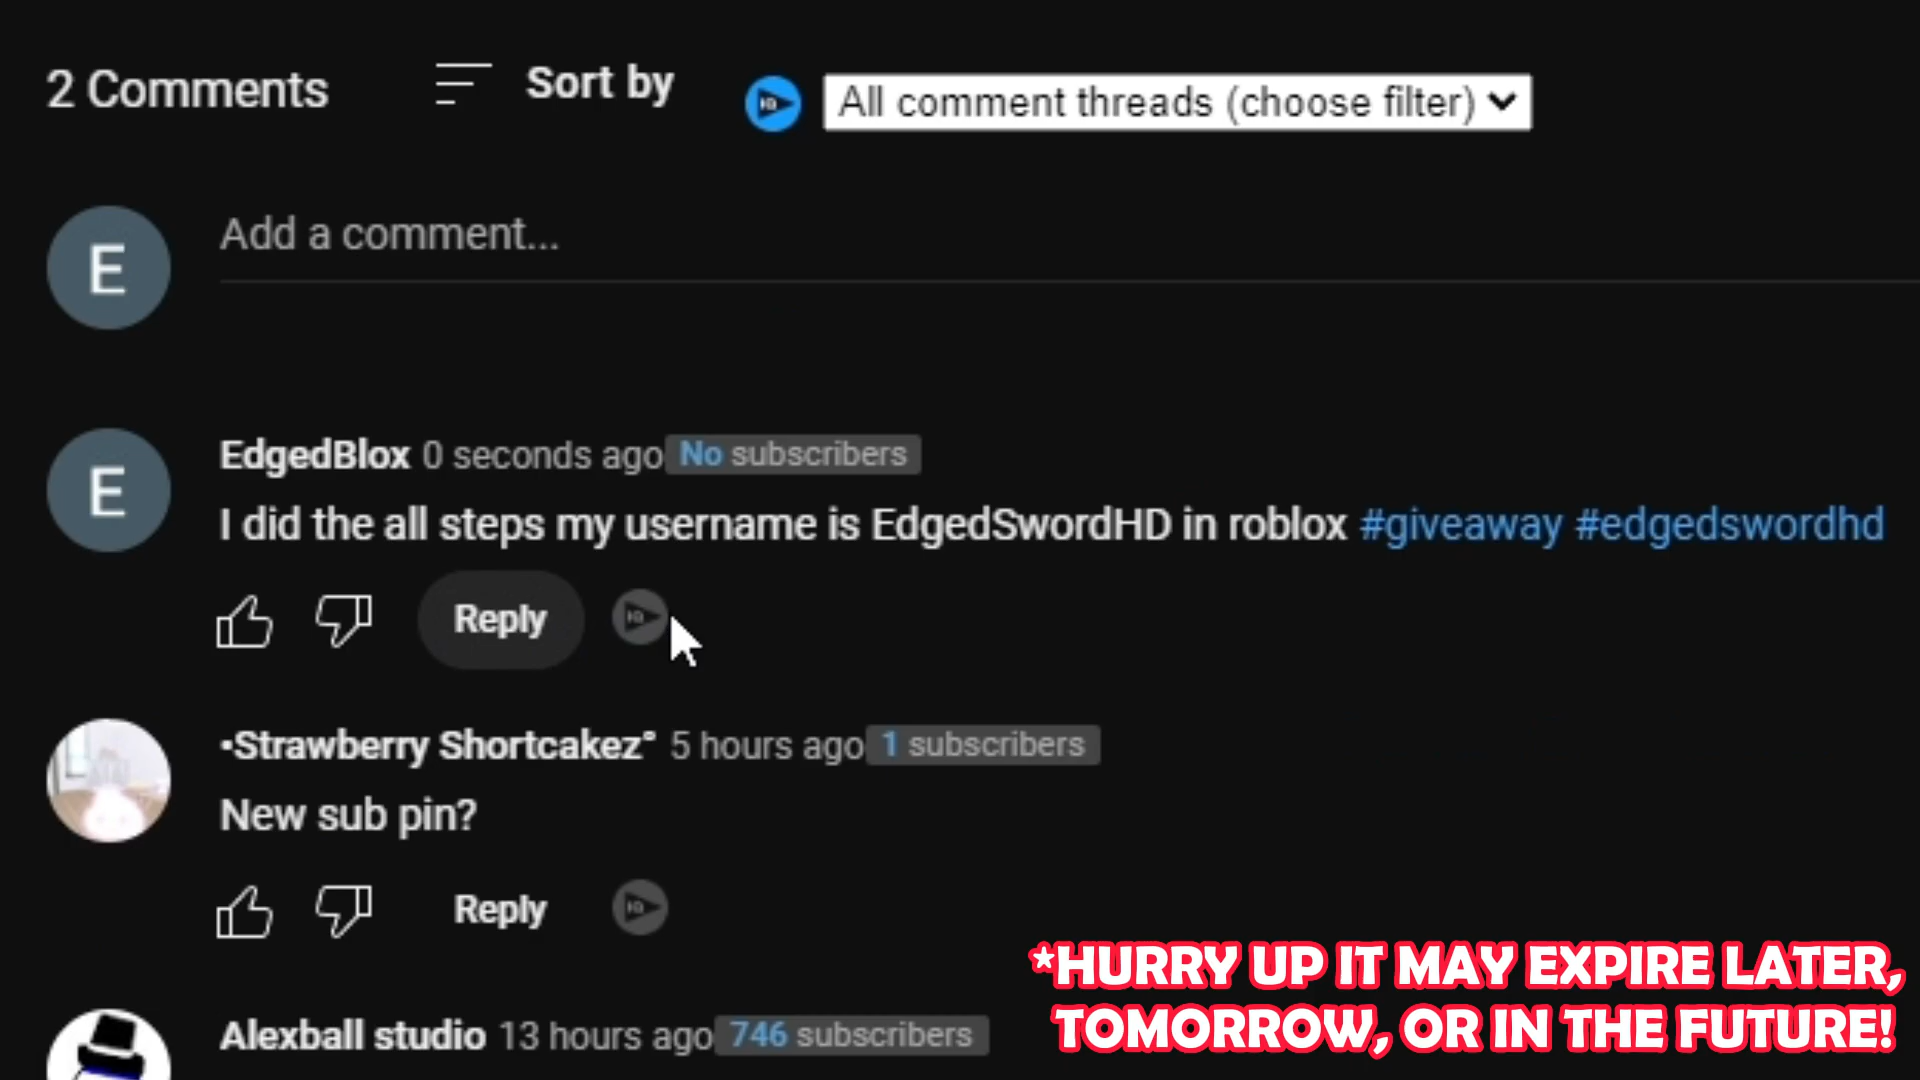 2 Comments
Sort by
All comment threads (choose filter)
E
Add a comment...
E
EdgedBlox 0 seconds ago No subscribers
I did the all steps my username is EdgedSwordHD in roblox #giveaway #edgedswordhd
Reply
•Strawberry Shortcakez° 5 hours ago 1 subscribers
New sub pin?
Reply
Alexball studio 13 hours ago 746 subscribers
*HURRY UP IT MAY EXPIRE LATER,
TOMORROW, OR IN THE FUTURE!